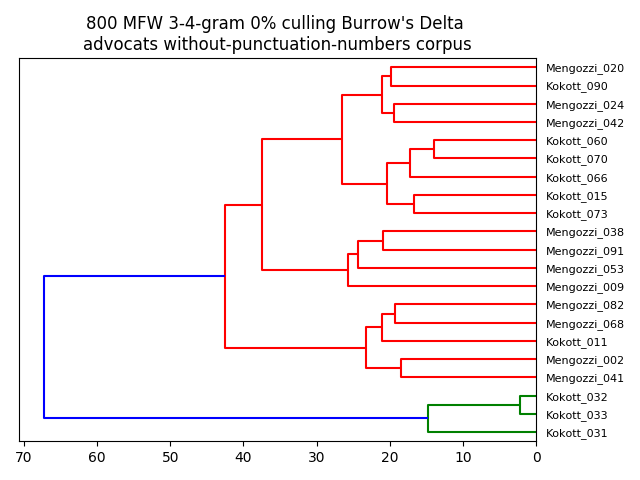 800 MFW 3-4-gram 0% culling Burrow's Delta
advocats without-punctuation-numbers corpus
Mengozzi_020
Kokott_090
Mengozzi_024
Mengozzi_042
Kokott_060
Kokott_070
Kokott_066
Kokott_015
Kokott_073
Mengozzi_038
Mengozzi_091
Mengozzi_053
Mengozzi_009
Mengozzi_082
Mengozzi_068
Kokott_011
Mengozzi_002
Mengozzi_041
Kokott_032
Kokott_033
Kokott_031
70 60 50 40 30 20 10 0